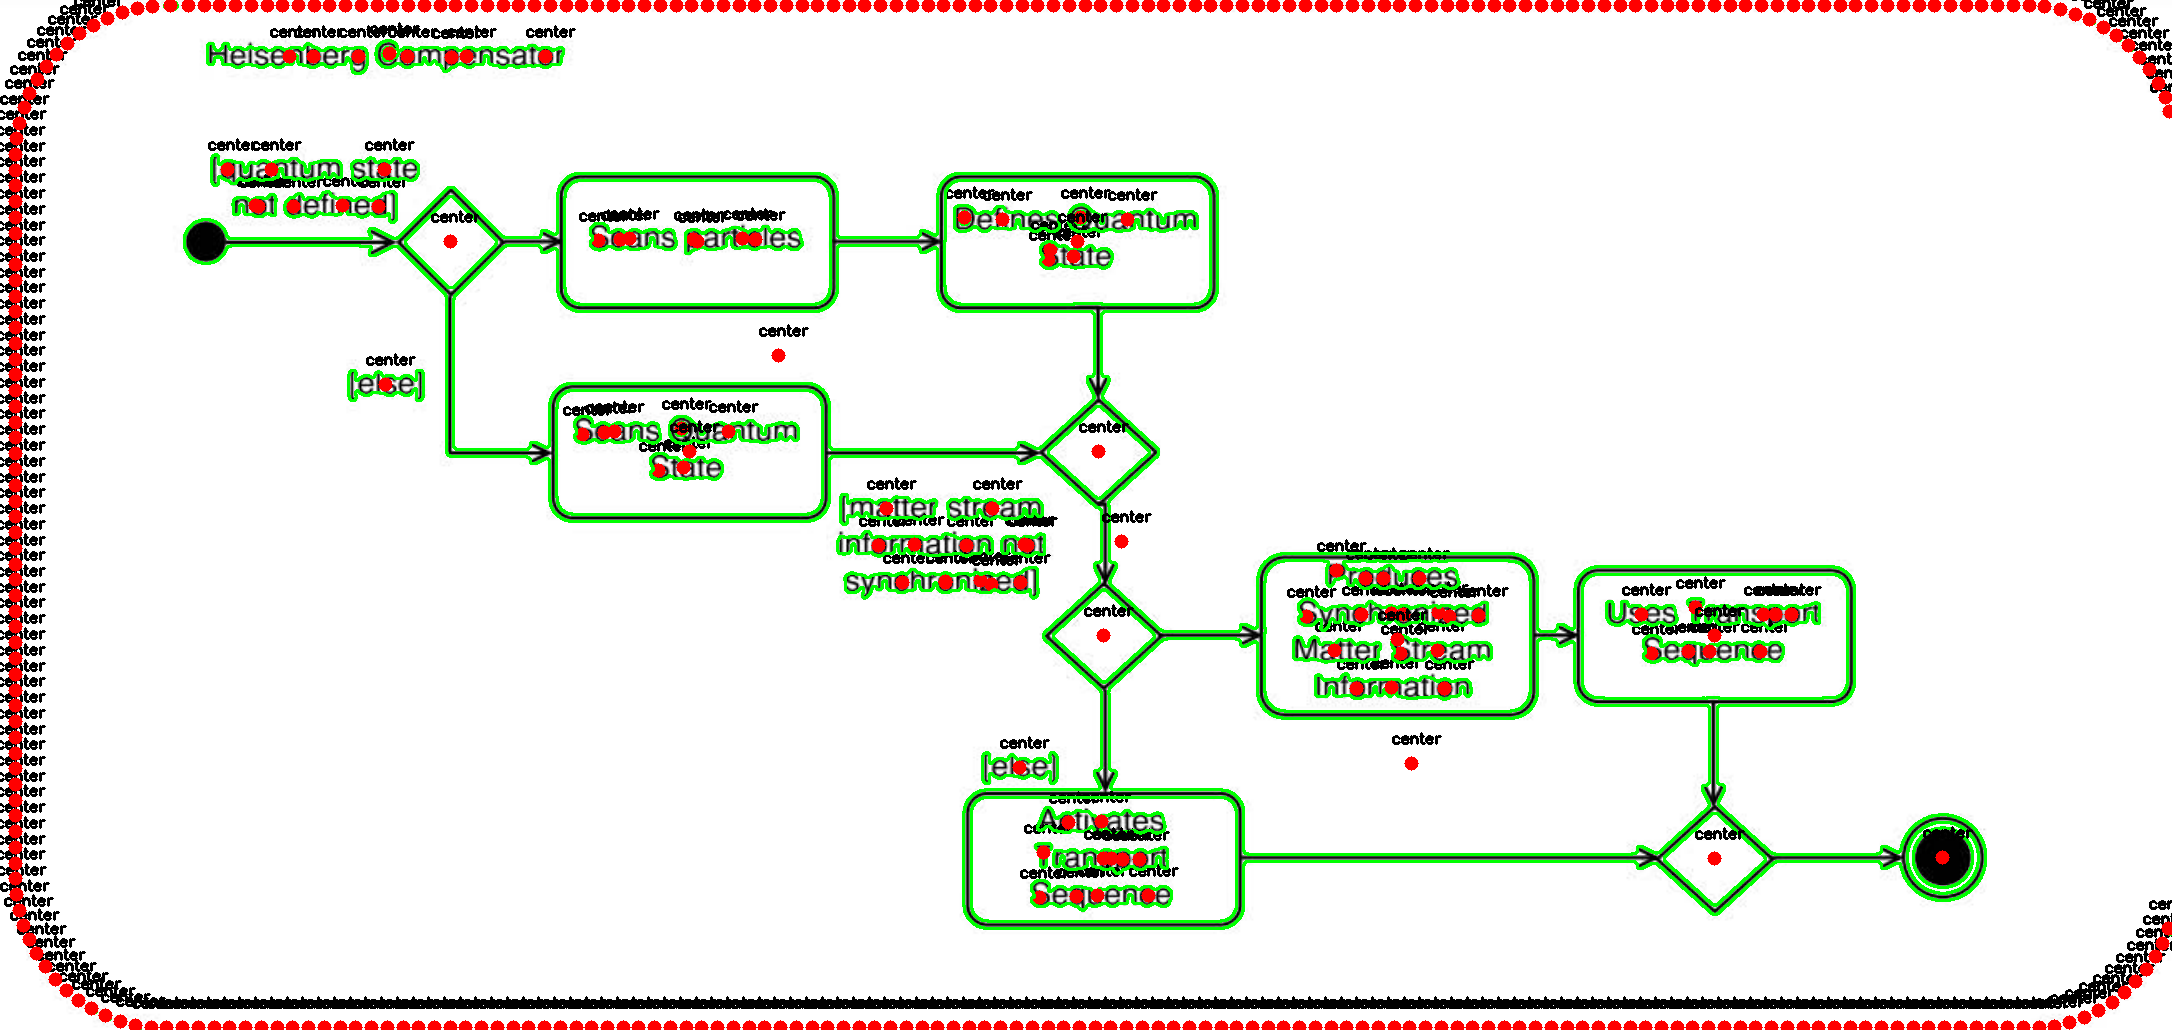 Heisenberg Compensator
[quantum state
not defined]
Scans particles
Defines Quantum
State
[else]
Scans Quantum
State
[matter stream
information not
synchronized]
Produces
Synchronized
Matter Stream
Information
Uses Transport
Sequence
[else]
Activates
Transport
Sequence
center